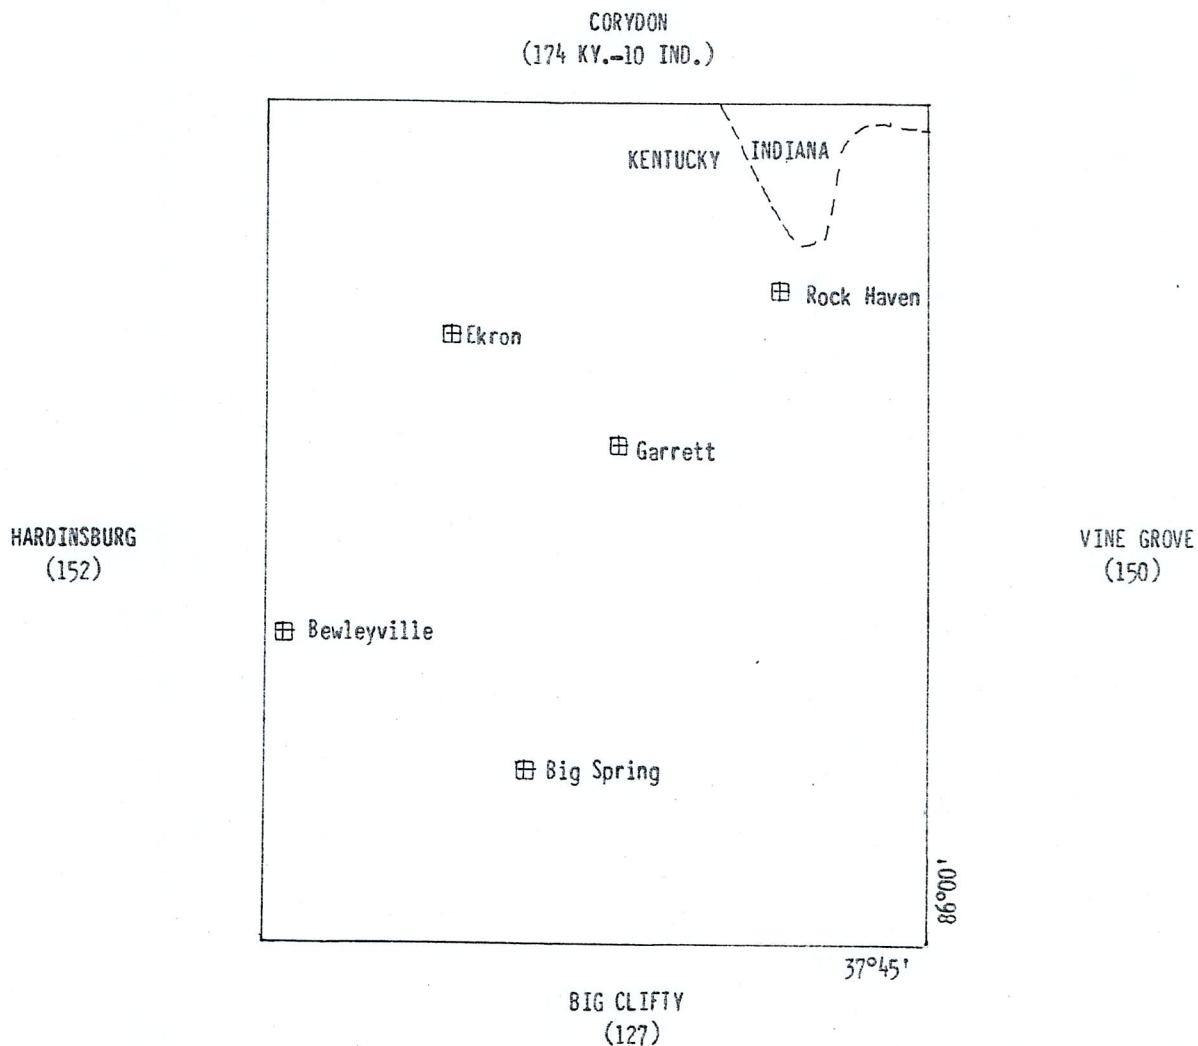 CORYDON
(174 KY.-10 IND.)
KENTUCKY
INDIANA
Rock Haven
Ekron
Garrett
HARDINSBURG
(152)
VINE GROVE
(150)
Bewleyville
Big Spring
86°00'
37°45'
BIG CLIFTY
(127)